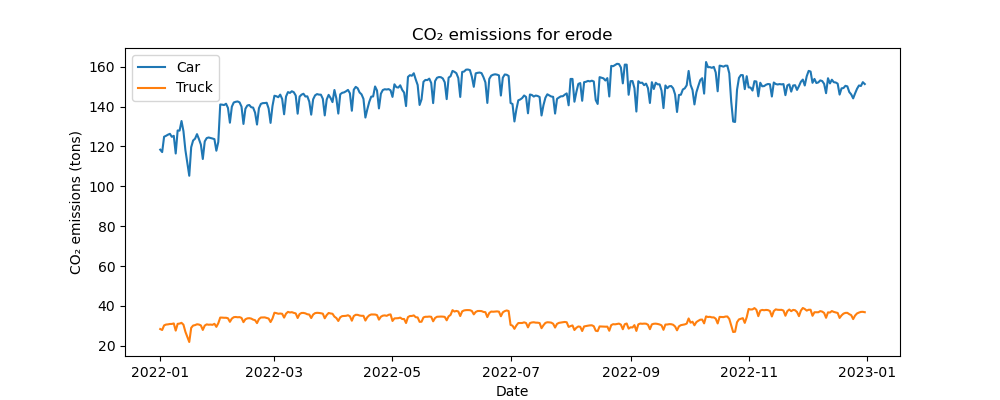 CO₂ emissions for erode
Car
Truck
CO₂ emissions (tons)
160
140
120
100
80
60
40
20
2022-01 2022-03 2022-05 2022-07 2022-09 2022-11 2023-01
Date